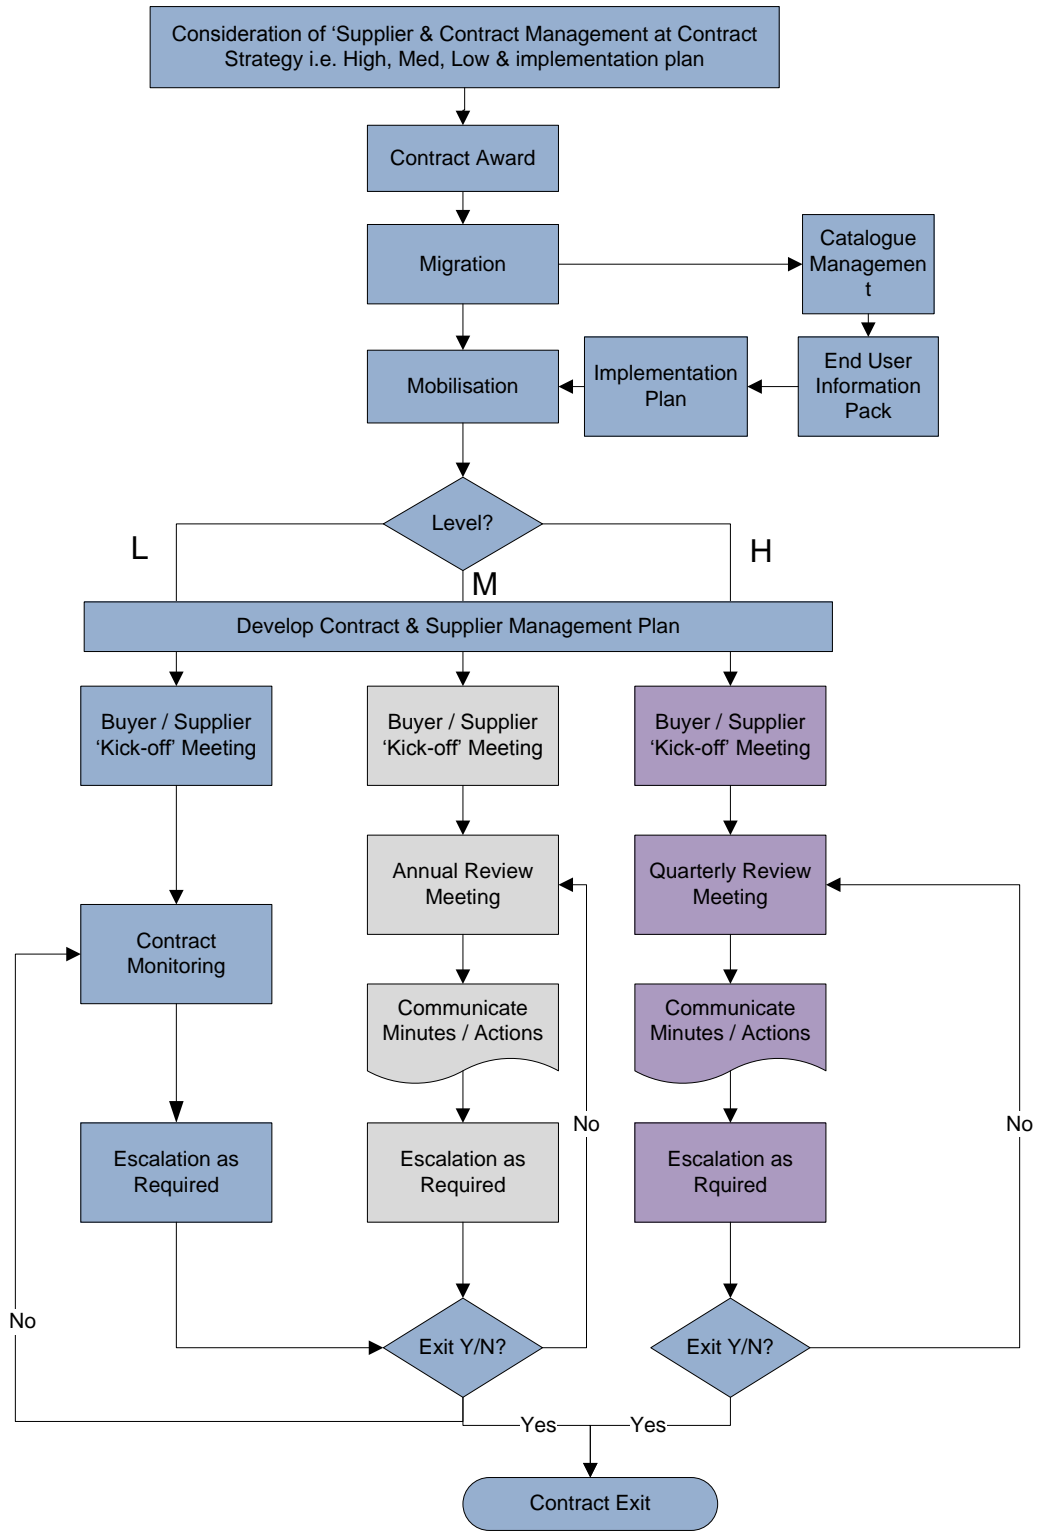 Consideration of ‘Supplier & Contract Management at Contract
Strategy i.e. High, Med, Low & implementation plan
Contract Award
Migration
Catalogue
Managemen
t
Mobilisation
Implementation
Plan
End User
Information
Pack
Level?
L
M
H
Develop Contract & Supplier Management Plan
Buyer / Supplier
‘Kick-off’ Meeting
Buyer / Supplier
‘Kick-off’ Meeting
Buyer / Supplier
‘Kick-off’ Meeting
Annual Review
Meeting
Quarterly Review
Meeting
Contract
Monitoring
Communicate
Minutes / Actions
Communicate
Minutes / Actions
No
No
Escalation as
Required
Escalation as
Required
Escalation as
Rquired
No
Exit Y/N?
Exit Y/N?
Yes
Yes
Contract Exit